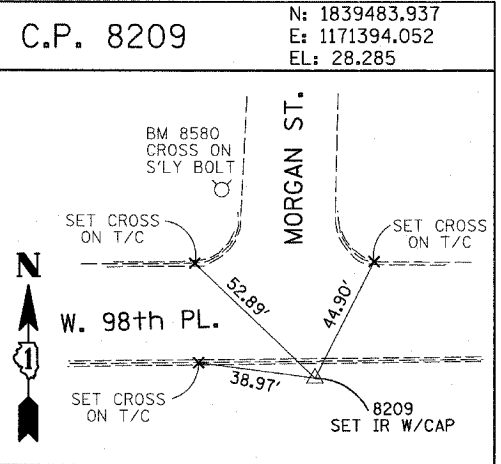 C.P. 8209
N: 1839483.937
E: 1171394.052
EL: 28.285
BM 8580
CROSS ON
S'LY BOLT
MORGAN ST.
SET CROSS
ON T/C
SET CROSS
ON T/C
N
1
52.89'
44.90'
W. 98th PL.
38.97'
SET CROSS
ON T/C
8209
SET IR W/CAP